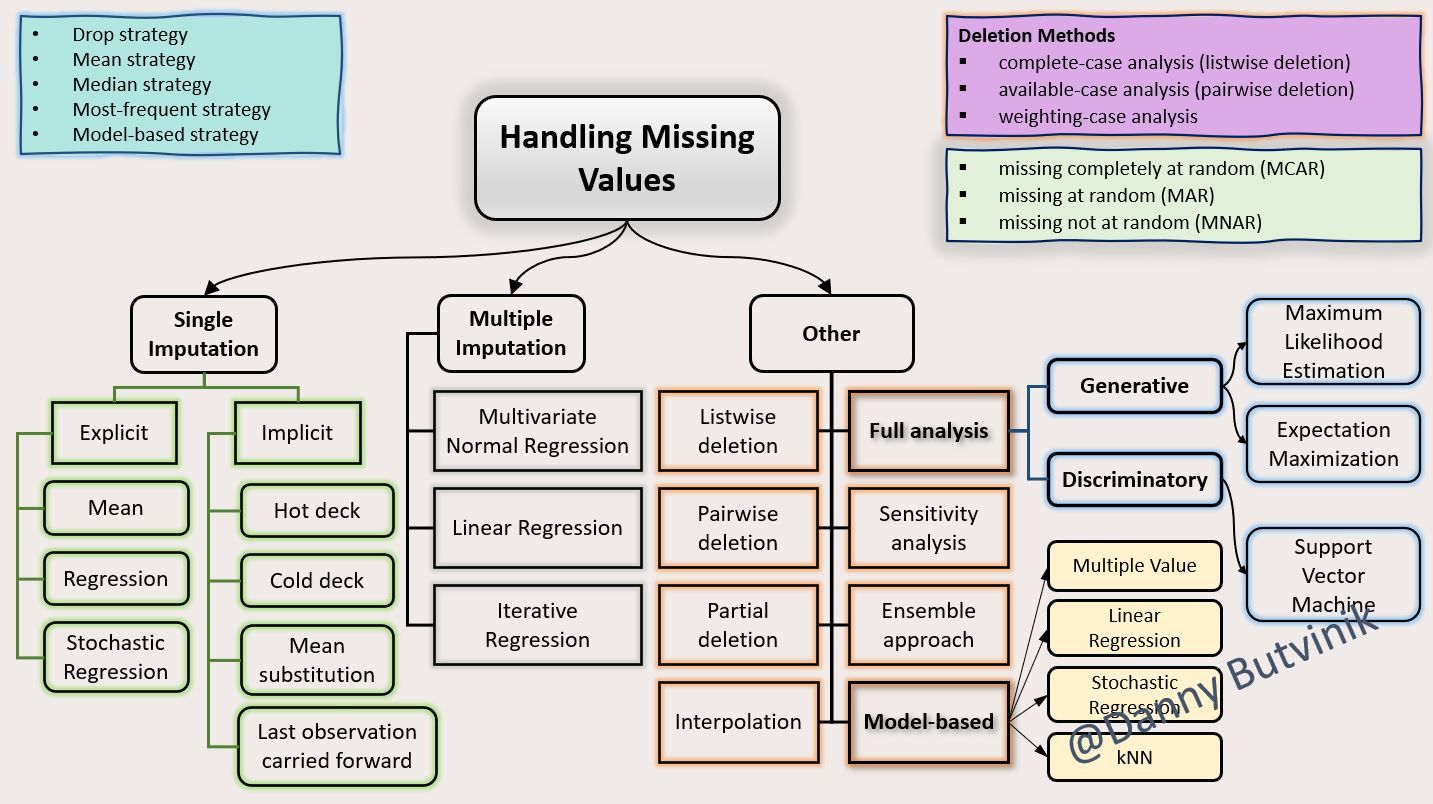 Drop strategy
Mean strategy
Median strategy
Most-frequent strategy
Model-based strategy
Deletion Methods
complete-case analysis (listwise deletion)
available-case analysis (pairwise deletion)
weighting-case analysis
missing completely at random (MCAR)
missing at random (MAR)
missing not at random (MNAR)
Handling Missing
Values
Single
Imputation
Explicit
Mean
Regression
Stochastic
Regression
Implicit
Hot deck
Cold deck
Mean
substitution
Last observation
carried forward
Multiple
Imputation
Multivariate
Normal Regression
Linear Regression
Iterative
Regression
Other
Listwise
deletion
Pairwise
deletion
Partial
deletion
Interpolation
Full analysis
Sensitivity
analysis
Ensemble
approach
Model-based
Generative
Discriminatory
Maximum
Likelihood
Estimation
Expectation
Maximization
Support
Vector
Machine
Multiple Value
Linear
Regression
Stochastic
Regression
kNN
@Danny Butvinik